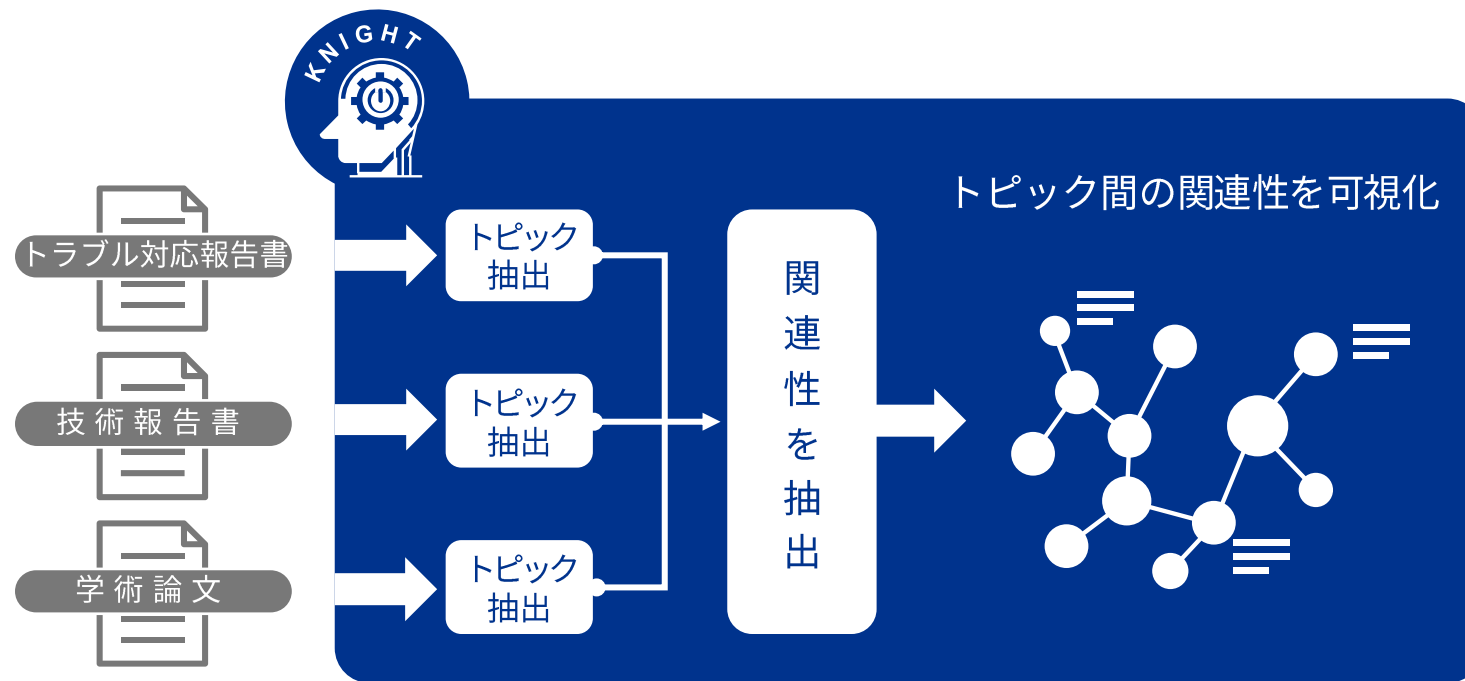 KNIGHT
トピック間の関連性を可視化
トラブル対応報告書
トピック
抽出
技術報告書
トピック
抽出
学術論文
トピック
抽出
関連性を抽出